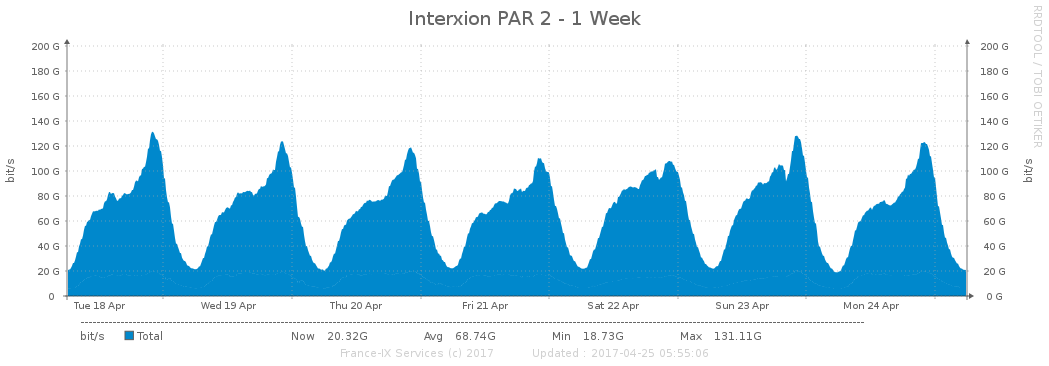 Interxion PAR 2 - 1 Week
RRDTOOL / TOBI OETIKER
200 G 200 G
180 G 180 G
160 G 160 G
140 G 140 G
120 G 120 G
100 G 100 G
80 G 80 G
60 G 60 G
40 G 40 G
20 G 20 G
0 0 G
bit/s
bit/s
Tue 18 Apr Wed 19 Apr Thu 20 Apr Fri 21 Apr Sat 22 Apr Sun 23 Apr Mon 24 Apr
bit/s Total Now 20.32G Avg 68.74G Min 18.73G Max 131.11G
France-IX Services (c) 2017 Updated : 2017-04-25 05:55:06